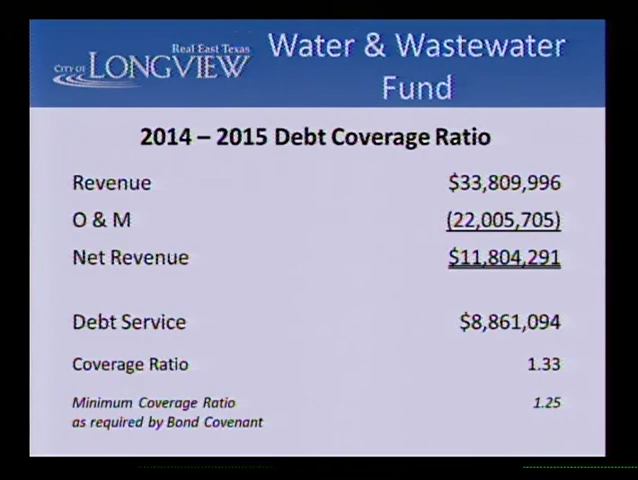 Real East Texas
CITY OF LONGVIEW
Water & Wastewater
Fund
2014 – 2015 Debt Coverage Ratio
Revenue $33,809,996
O & M (22,005,705)
Net Revenue $11,804,291
Debt Service $8,861,094
Coverage Ratio 1.33
Minimum Coverage Ratio 1.25
as required by Bond Covenant